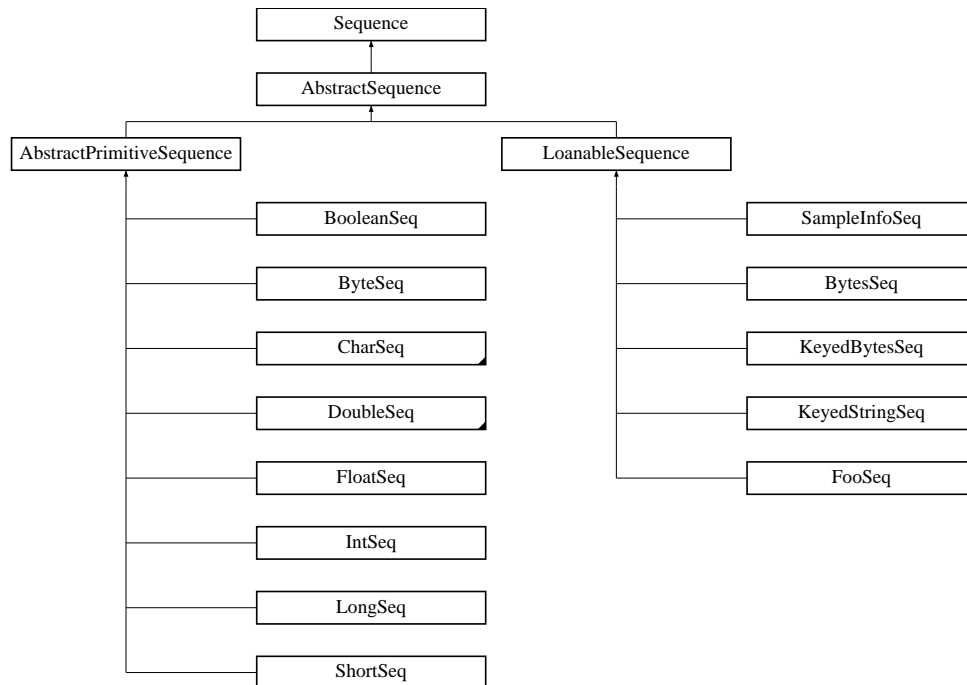 Sequence
AbstractSequence
AbstractPrimitiveSequence
LoanableSequence
BooleanSeq
SampleInfoSeq
ByteSeq
BytesSeq
CharSeq
KeyedBytesSeq
DoubleSeq
KeyedStringSeq
FloatSeq
FooSeq
IntSeq
LongSeq
ShortSeq